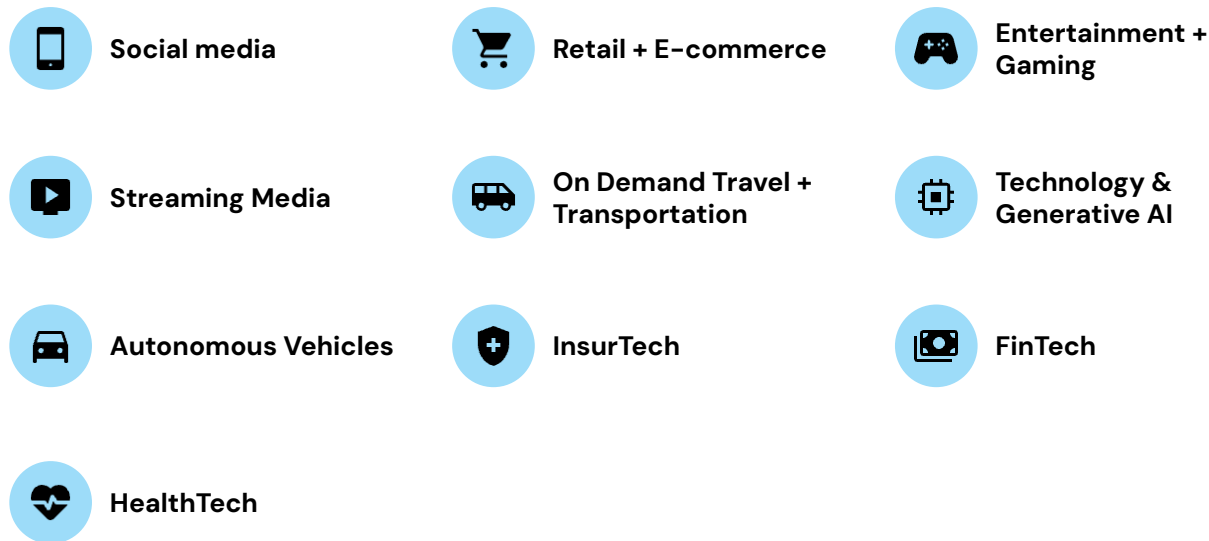 Social media
Retail + E-commerce
Entertainment +
Gaming
Streaming Media
On Demand Travel +
Transportation
Technology &
Generative AI
Autonomous Vehicles
InsurTech
FinTech
HealthTech